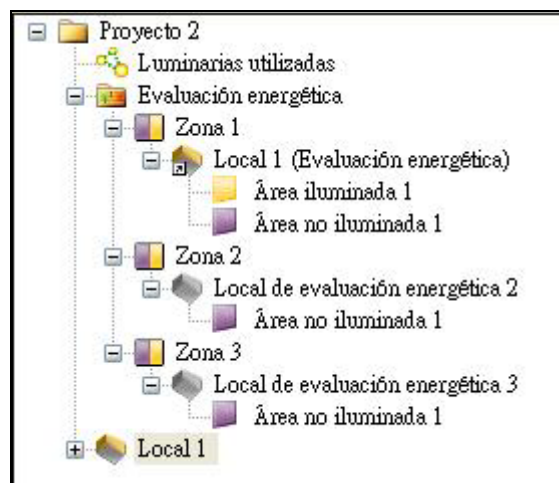 Proyecto 2
Luminarias utilizadas
Evaluación energética
Zona 1
Local 1 (Evaluación energética)
Área iluminada 1
Área no iluminada 1
Zona 2
Local de evaluación energética 2
Área no iluminada 1
Zona 3
Local de evaluación energética 3
Área no iluminada 1
Local 1